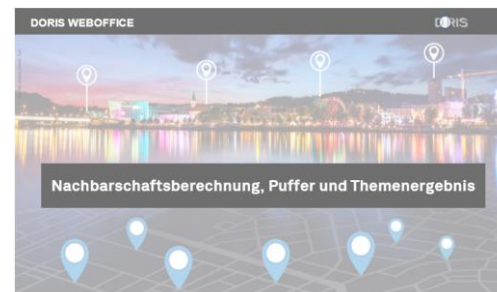 DORIS WEBOFFICE
DORIS
Nachbarschaftsberechnung, Puffer und Themenergebnis